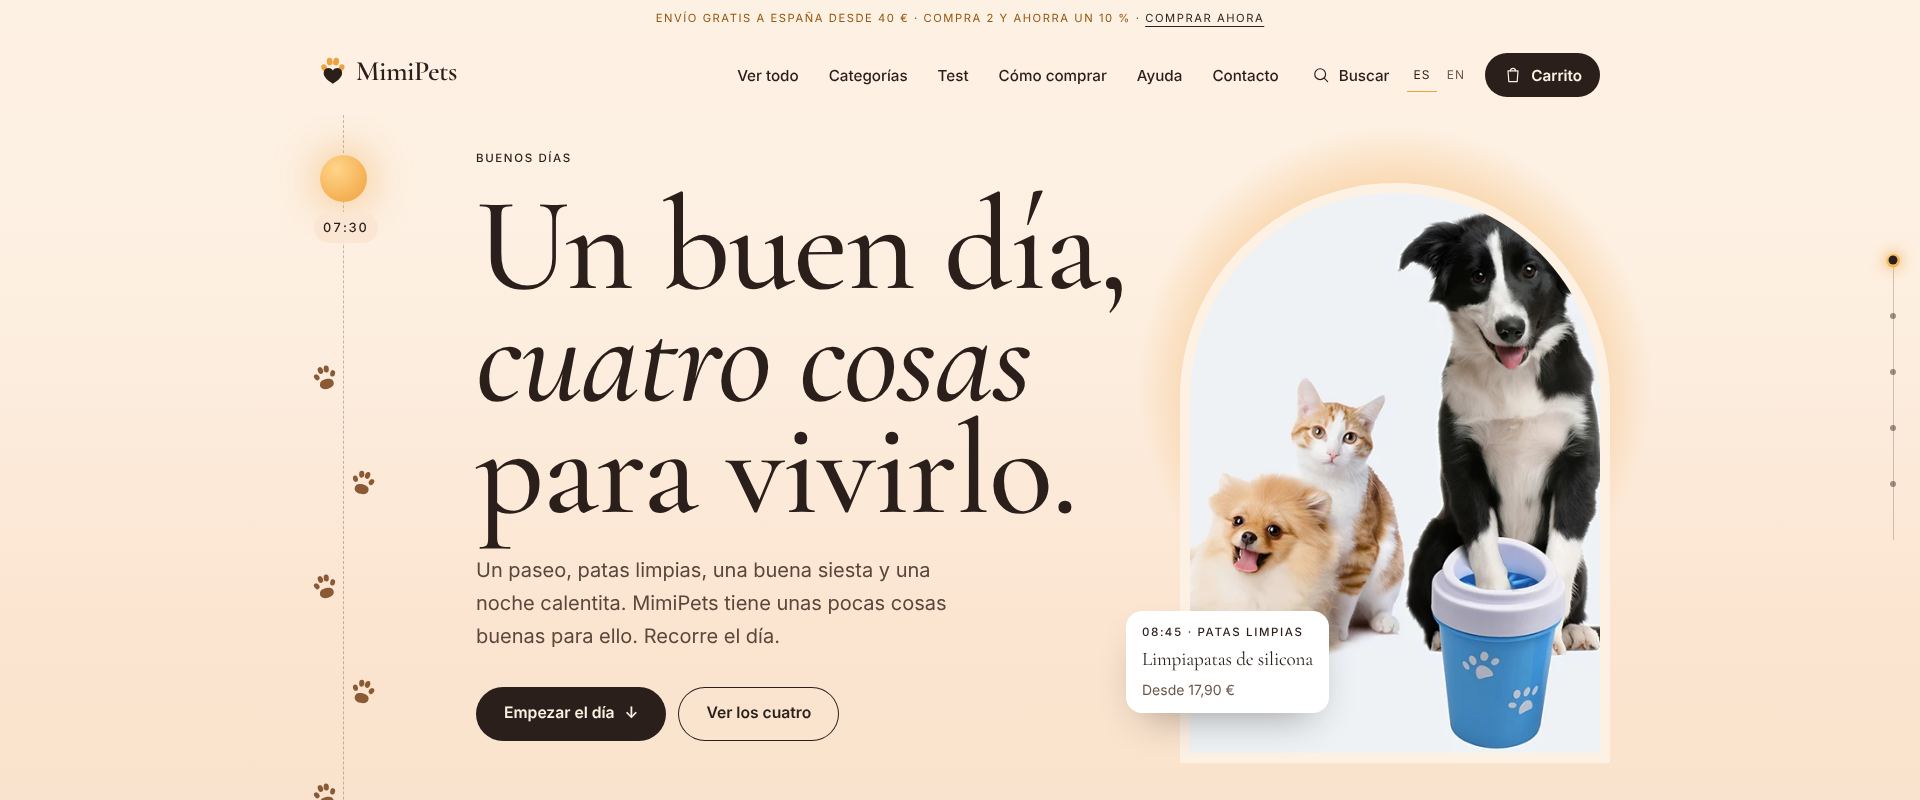 ENVÍO GRATIS A ESPAÑA DESDE 40 € · COMPRA 2 Y AHORRA UN 10 % · COMPRAR AHORA
MimiPets
Ver todo
Categorías
Test
Cómo comprar
Ayuda
Contacto
Buscar
ES
EN
Carrito
07:30
BUENOS DÍAS
Un buen día,
cuatro cosas
para vivirlo.
Un paseo, patas limpias, una buena siesta y una
noche calentita. MimiPets tiene unas pocas cosas
buenas para ello. Recorre el día.
Empezar el día ↓
Ver los cuatro
08:45 · PATAS LIMPIAS
Limpiapatas de silicona
Desde 17,90 €